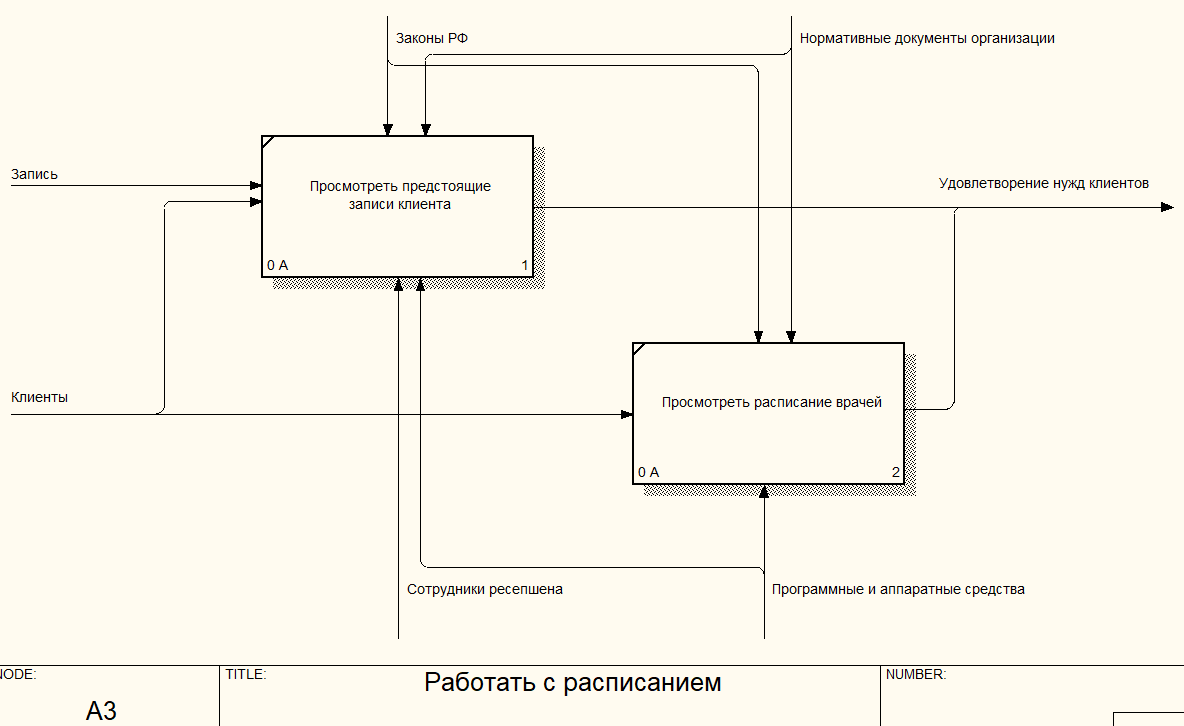 Законы РФ
Нормативные документы организации
Запись
Просмотреть предстоящие
записи клиента
Удовлетворение нужд клиентов
0 А
1
Клиенты
Просмотреть расписание врачей
0 А
2
Сотрудники ресепшена
Программные и аппаратные средства
NODE:
TITLE:
Работать с расписанием
NUMBER:
А3